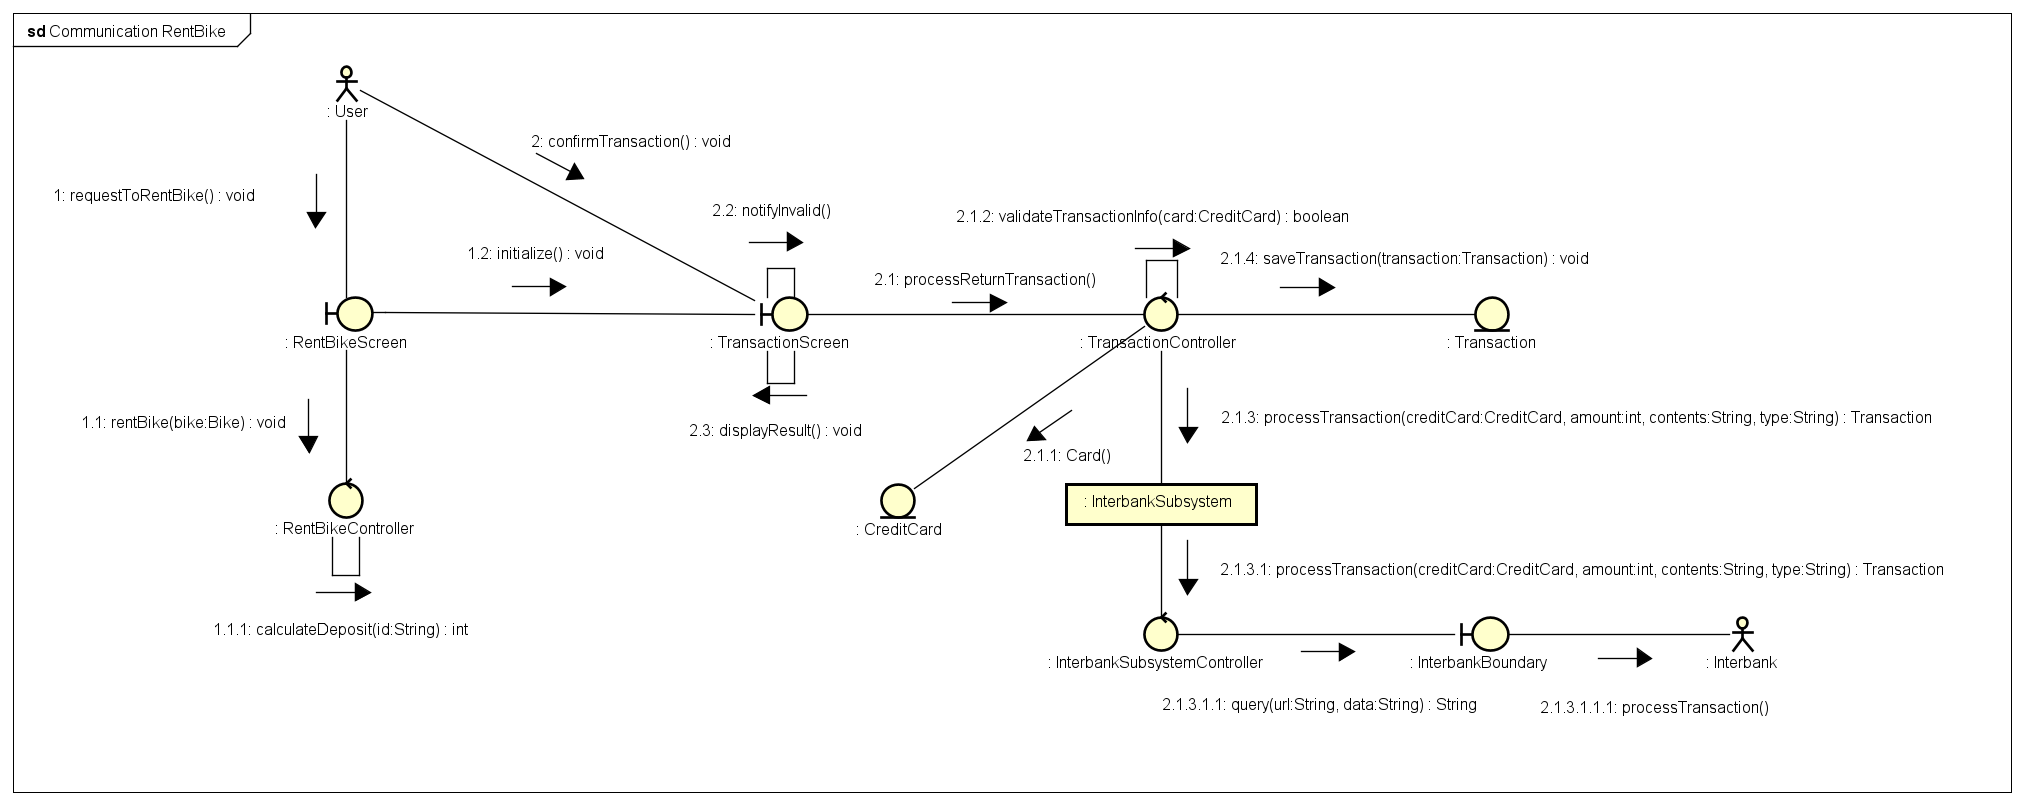 sd Communication RentBike
: User
2: confirmTransaction() : void
1: requestToRentBike() : void
2.2: notifyInvalid()
2.1.2: validateTransactionInfo(card:CreditCard) : boolean
1.2: initialize() : void
2.1: processReturnTransaction()
2.1.4: saveTransaction(transaction:Transaction) : void
: RentBikeScreen
: TransactionScreen
: TransactionController
: Transaction
1.1: rentBike(bike:Bike) : void
2.3: displayResult() : void
2.1.3: processTransaction(creditCard:CreditCard, amount:int, contents:String, type:String) : Transaction
2.1.1: Card()
: InterbankSubsystem
: RentBikeController
: CreditCard
2.1.3.1: processTransaction(creditCard:CreditCard, amount:int, contents:String, type:String) : Transaction
1.1.1: calculateDeposit(id:String) : int
: InterbankSubsystemController
: InterbankBoundary
: Interbank
2.1.3.1.1: query(url:String, data:String) : String
2.1.3.1.1.1: processTransaction()